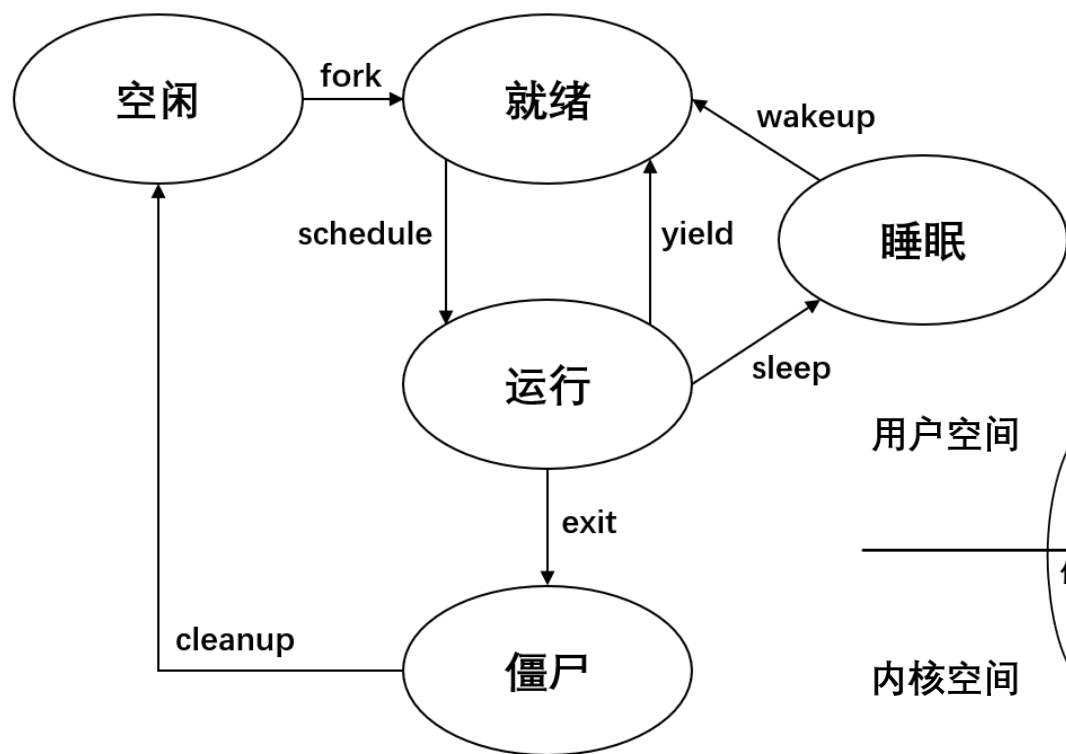 空闲
fork
就绪
wakeup
schedule
yield
睡眠
运行
sleep
用户空间
exit
cleanup
僵尸
内核空间